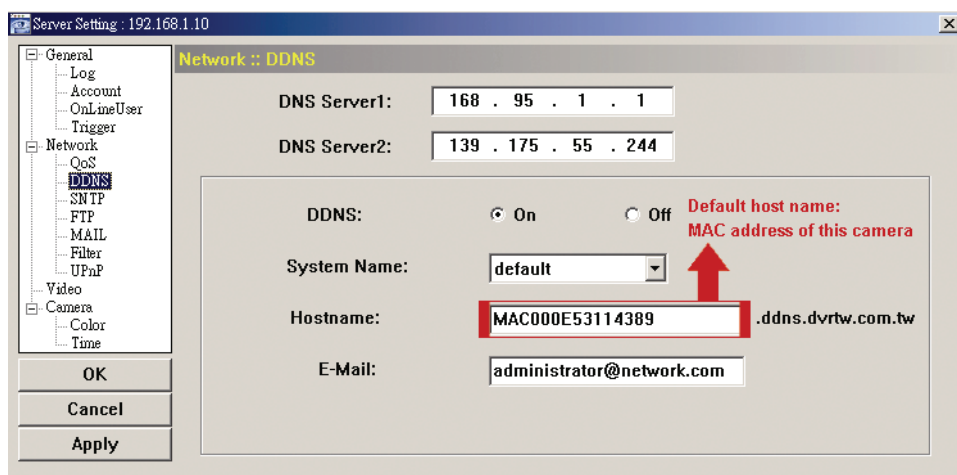 Server Setting : 192.168.1.10
General
Log
Account
OnLineUser
Trigger
Network
QoS
DDNS
SNTP
FTP
MAIL
Filter
UPnP
Video
Camera
Color
Time
OK
Cancel
Apply
Network :: DDNS
DNS Server1: 168 . 95 . 1 . 1
DNS Server2: 139 . 175 . 55 . 244
DDNS: On Off
Default host name:
MAC address of this camera
System Name: default
Hostname: MAC000E53114389 .ddns.dvrtw.com.tw
E-Mail: administrator@network.com